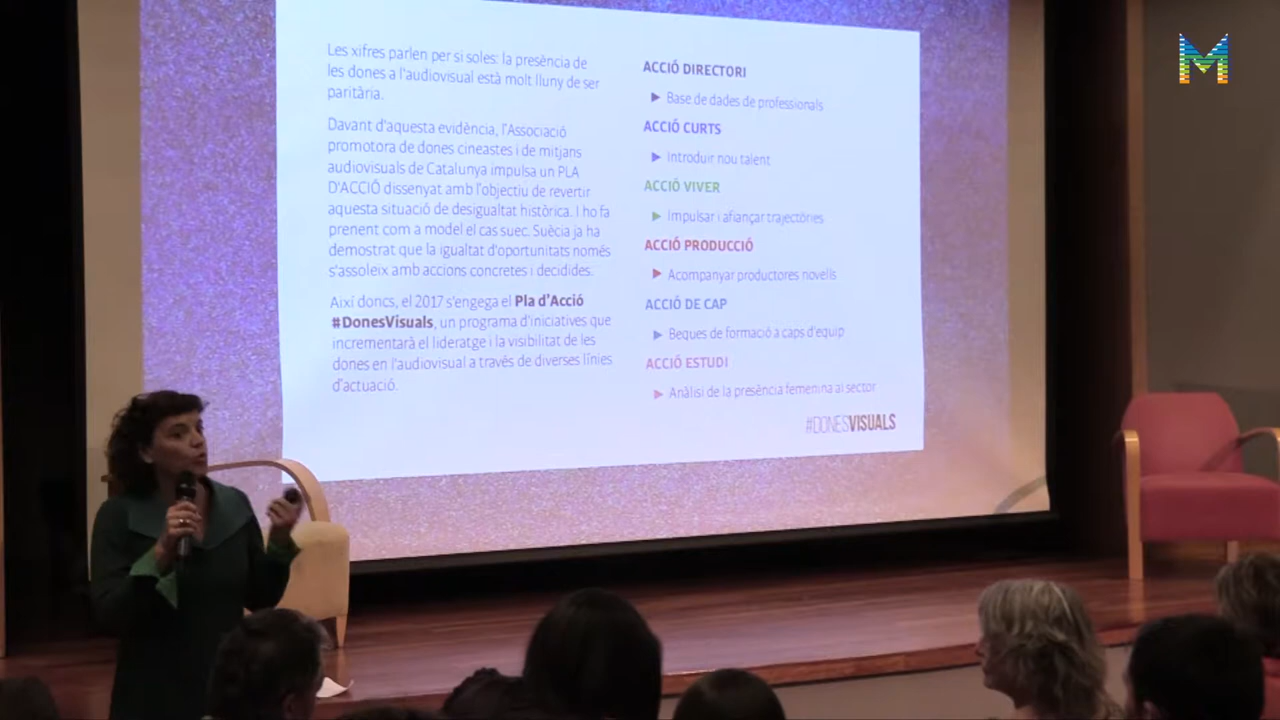 Les xifres parlen per si soles: la presència de
les dones a l'audiovisual està molt lluny de ser
paritària.
Davant d'aquesta evidència, l'Associació
promotora de dones cineastes i de mitjans
audiovisuals de Catalunya impulsa un PLA
D'ACCIÓ dissenyat amb l'objectiu de revertir
aquesta situació de desigualtat històrica. I ho fa
prenent com a model el cas suec. Suècia ja ha
demostrat que la igualtat d'oportunitats només
s'assoleix amb accions concretes i decidides.
Així doncs, el 2017 s'engega el Pla d'Acció
#DonesVisuals, un programa d'iniciatives que
incrementarà el lideratge i la visibilitat de les
dones en l'audiovisual a través de diverses línies
d'actuació.
ACCIÓ DIRECTORI
► Base de dades de professionals
ACCIÓ CURTS
► Introduir nou talent
ACCIÓ VIVER
► Impulsar i afiançar trajectòries
ACCIÓ PRODUCCIÓ
► Acompanyar productores novells
ACCIÓ DE CAP
► Beques de formació a caps d'equip
ACCIÓ ESTUDI
► Anàlisi de la presència femenina al sector
#DONESVISUALS
M